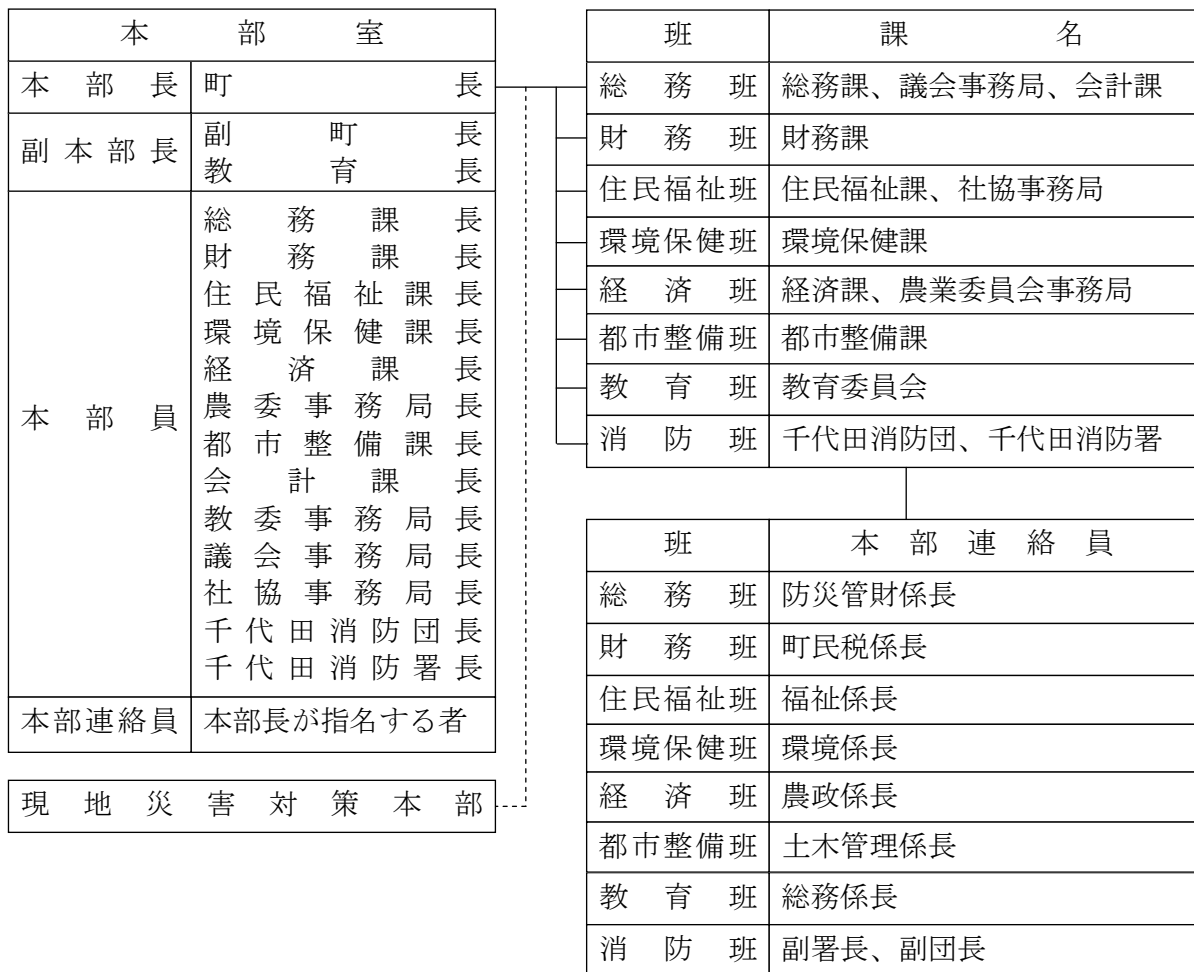 本部室
本部長 町長
副本部長 副町長
教育長
本部員 総務課長
財務課長
住民福祉課長
環境保健課長
経済課長
農委事務局長
都市整備課長
会計課長
教委事務局長
議会事務局長
社協事務局長
千代田消防団長
千代田消防署長
本部連絡員 本部長が指名する者
現地災害対策本部
班 課名
総務班 総務課、議会事務局、会計課
財務班 財務課
住民福祉班 住民福祉課、社協事務局
環境保健班 環境保健課
経済班 経済課、農業委員会事務局
都市整備班 都市整備課
教育班 教育委員会
消防班 千代田消防団、千代田消防署
班 本部連絡員
総務班 防災管財係長
財務班 町民税係長
住民福祉班 福祉係長
環境保健班 環境係長
経済班 農政係長
都市整備班 土木管理係長
教育班 総務係長
消防班 副署長、副団長